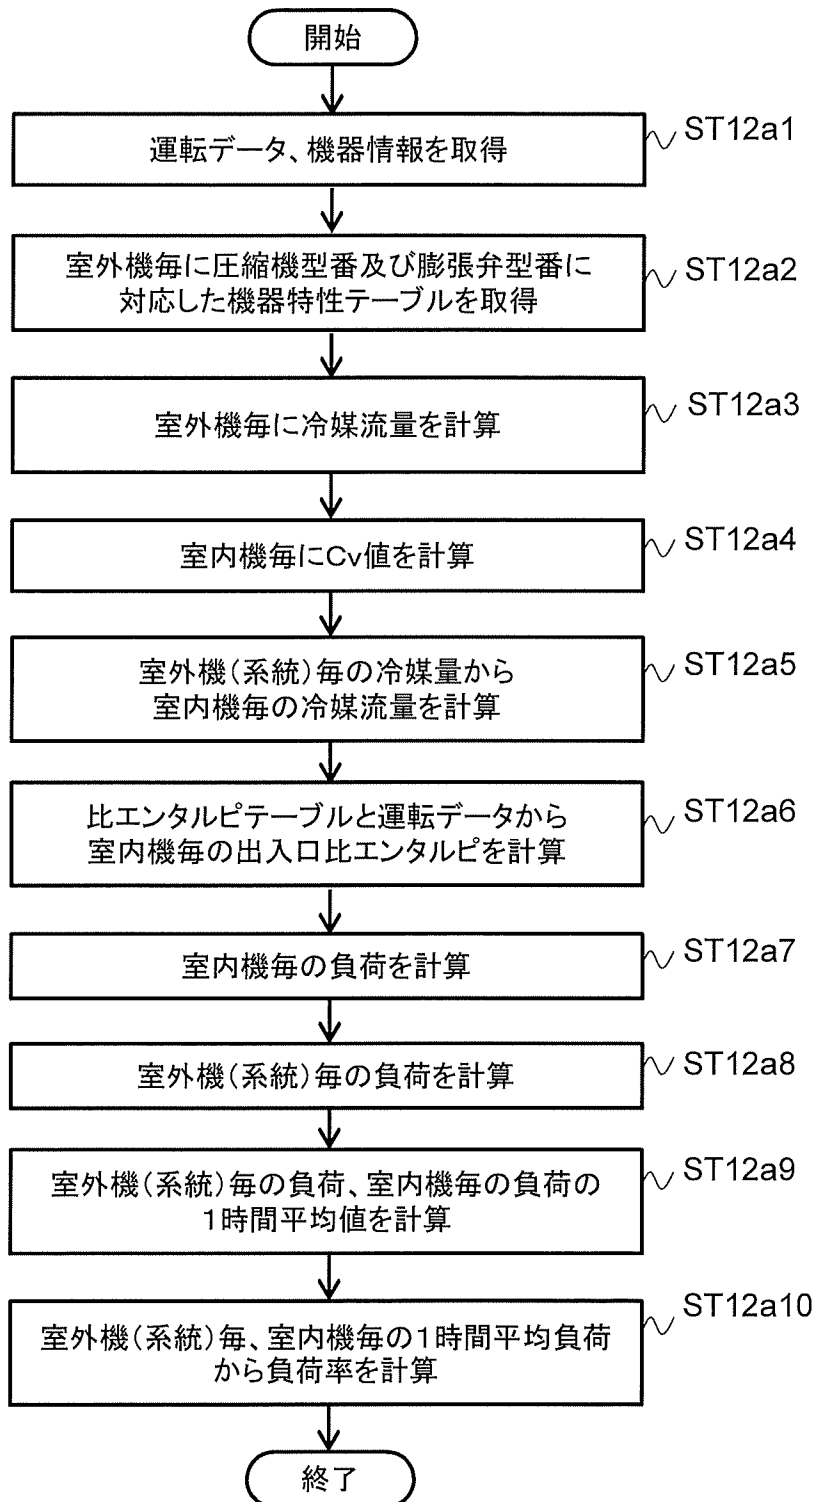 開始
運転データ、機器情報を取得
ST12a1
室外機毎に圧縮機型番及び膨張弁型番に
対応した機器特性テーブルを取得
ST12a2
室外機毎に冷媒流量を計算
ST12a3
室内機毎にCv値を計算
ST12a4
室外機(系統)毎の冷媒量から
室内機毎の冷媒流量を計算
ST12a5
比エンタルピテーブルと運転データから
室内機毎の出入口比エンタルピを計算
ST12a6
室内機毎の負荷を計算
ST12a7
室外機(系統)毎の負荷を計算
ST12a8
室外機(系統)毎の負荷、室内機毎の負荷の
1時間平均値を計算
ST12a9
室外機(系統)毎、室内機毎の1時間平均負荷
から負荷率を計算
ST12a10
終了